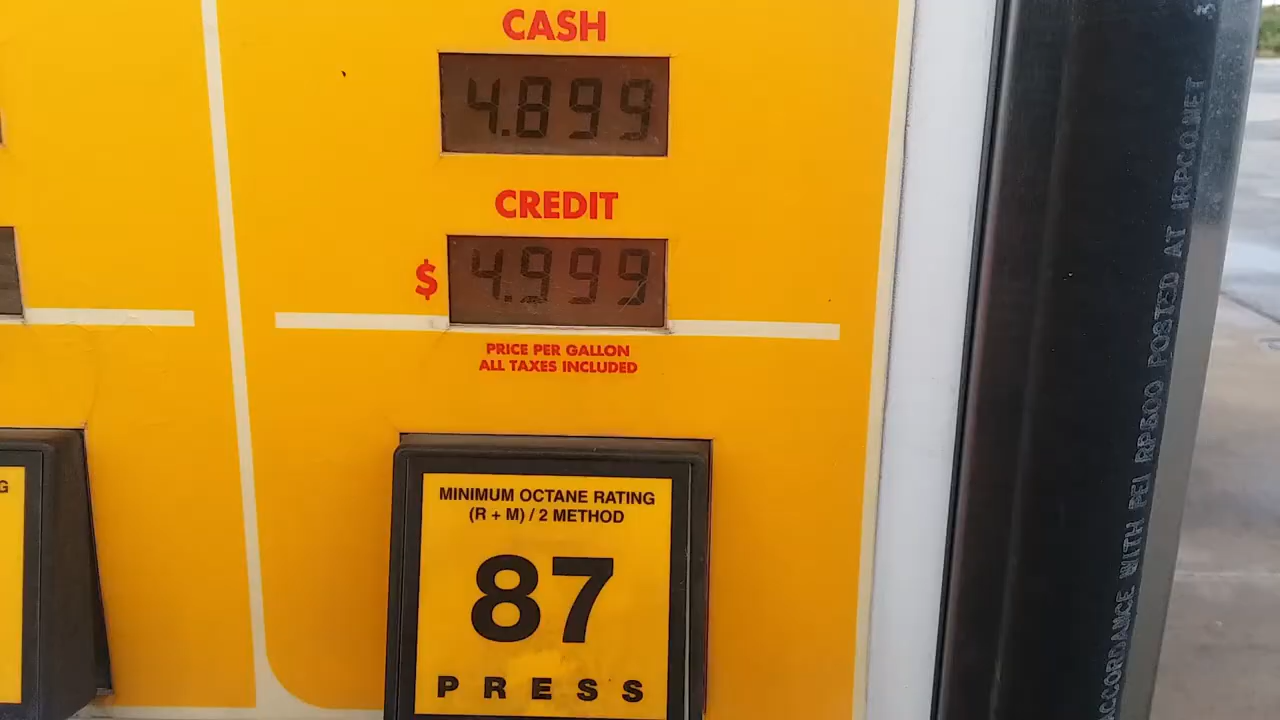 CASH
4.899
CREDIT
$ 4.999
PRICE PER GALLON
ALL TAXES INCLUDED
MINIMUM OCTANE RATING
(R + M) / 2 METHOD
87
PRESS
G
ACCORDANCE WITH PEI RP500 POSTED AT IRPCO.NET